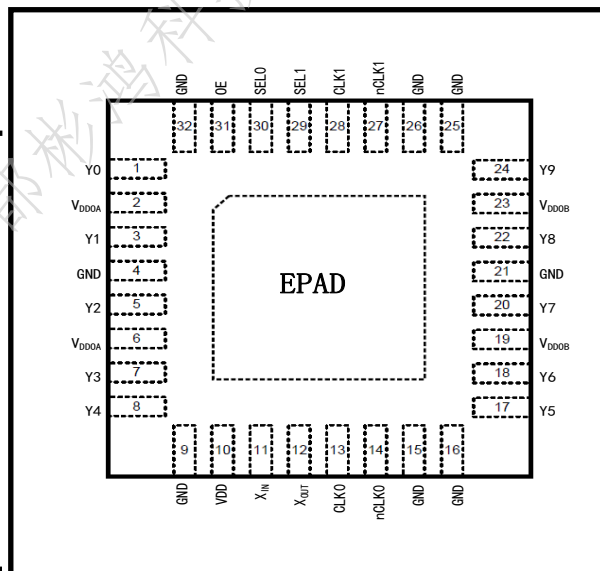 GND OE SEL0 SEL1 CLK1 nCLK1 GND GND
32 31 30 29 28 27 26 25
Y0 1 24 Y9
VDDOA 2 23 VDDOB
Y1 3 22 Y8
GND 4 21 GND
EPAD
Y2 5 20 Y7
VDDOA 6 19 VDDOB
Y3 7 18 Y6
Y4 8 17 Y5
9 10 11 12 13 14 15 16
GND VDD XIN XOUT CLK0 nCLK0 GND GND
彬鸿科